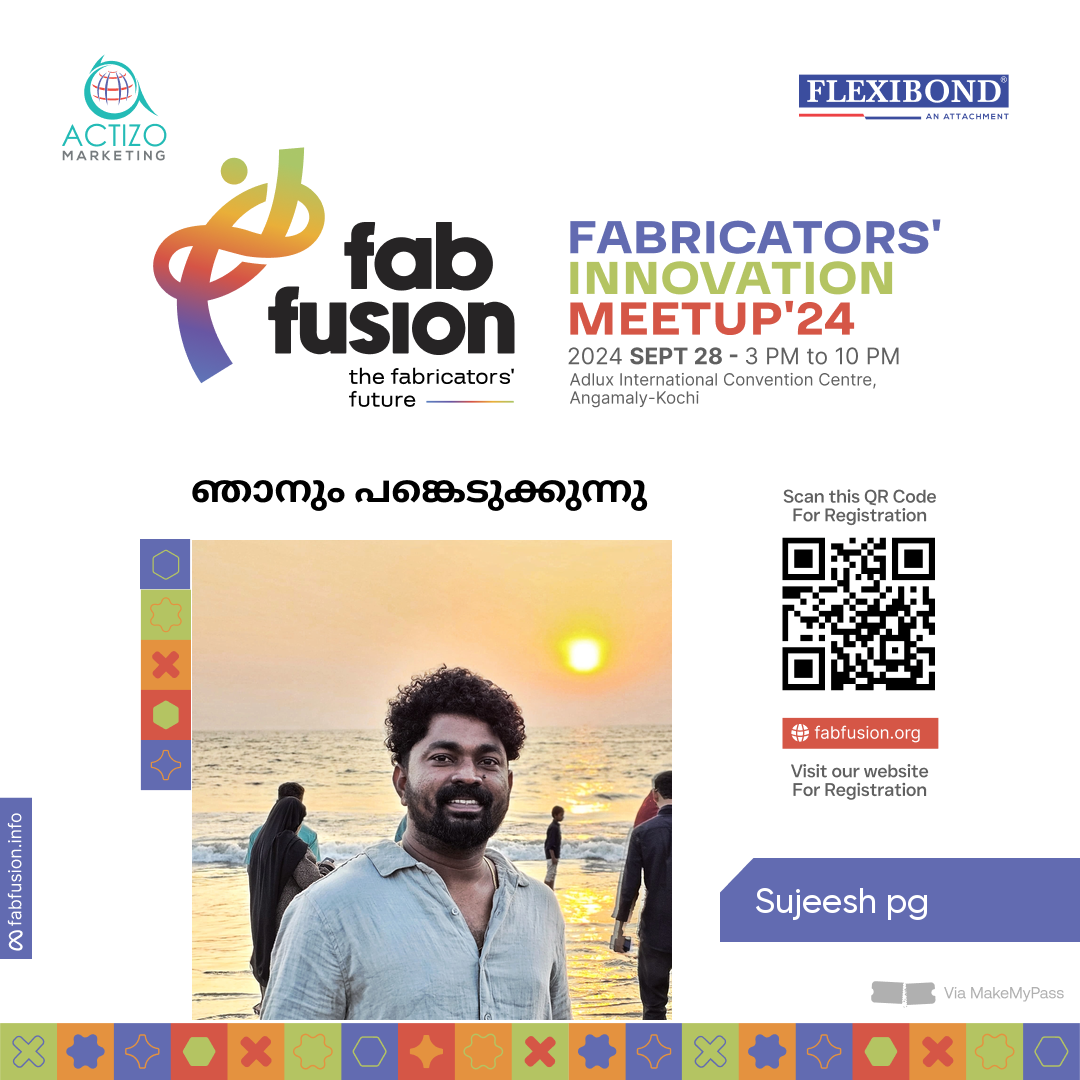 ACTIZO
MARKETING
FLEXIBOND®
AN ATTACHMENT
fab
fusion
the fabricators'
future
FABRICATORS'
INNOVATION
MEETUP'24
2024 SEPT 28 - 3 PM to 10 PM
Adlux International Convention Centre,
Angamaly-Kochi
ഞാനും പങ്കെടുക്കുന്നു
Scan this QR Code
For Registration
fabfusion.org
Visit our website
For Registration
fabfusion.info
Sujeesh pg
Via MakeMyPass